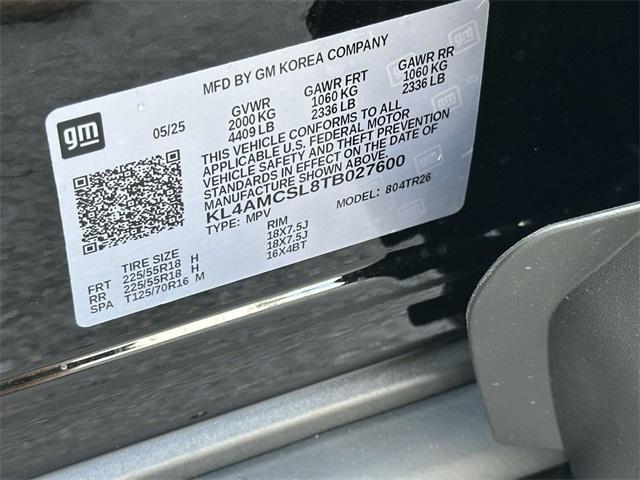 MFD BY GM KOREA COMPANY
gm
05/25
GVWR
2000 KG
4409 LB
GAWR FRT
1060 KG
2336 LB
GAWR RR
1060 KG
2336 LB
THIS VEHICLE CONFORMS TO ALL
APPLICABLE U.S. FEDERAL MOTOR
VEHICLE SAFETY AND THEFT PREVENTION
STANDARDS IN EFFECT ON THE DATE OF
MANUFACTURE SHOWN ABOVE.
KL4AMCSL8TB027600
TYPE: MPV
MODEL: 804TR26
TIRE SIZE RIM
FRT 225/55R18 H 18X7.5J
RR 225/55R18 H 18X7.5J
SPA T125/70R16 M 16X4BT